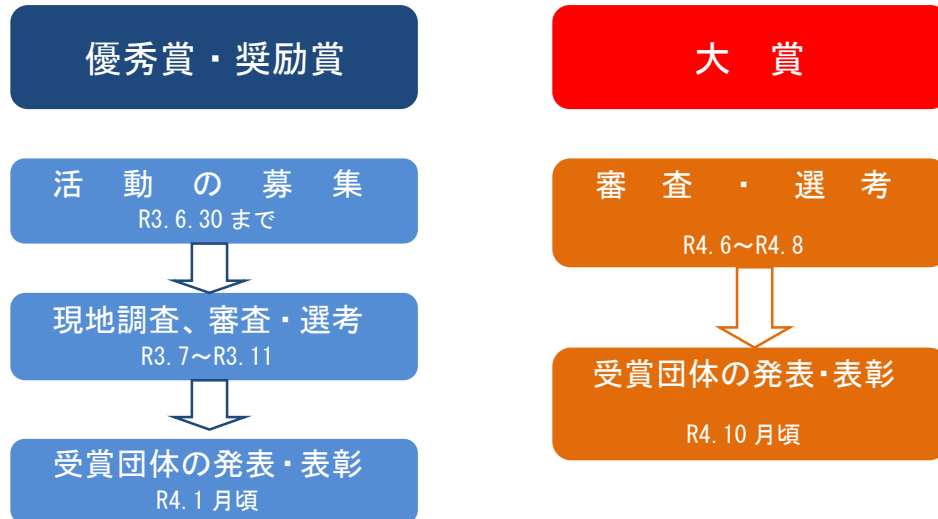 優秀賞・奨励賞
活動の募集
R3.6.30まで
現地調査、審査・選考
R3.7～R3.11
受賞団体の発表・表彰
R4.1月頃
大賞
審査・選考
R4.6～R4.8
受賞団体の発表・表彰
R4.10月頃